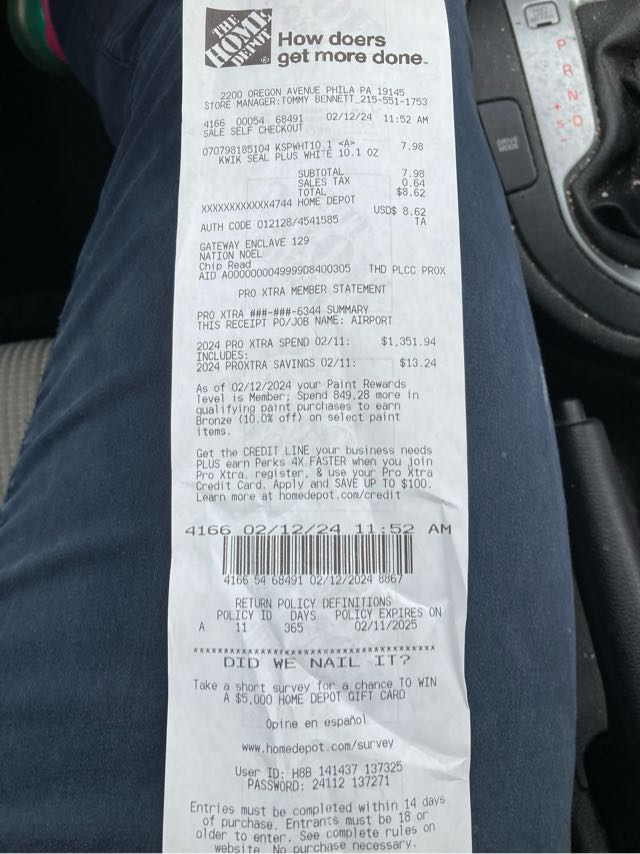 THE HOME DEPOT
How doers
get more done.
2200 OREGON AVENUE PHILA PA 19145
STORE MANAGER:TOMMY BENNETT 215-551-1753
4166 00054 68491 02/12/24 11:52 AM
SALE SELF CHECKOUT
070798185104 KSPWHT10.1 <A> 7.98
KWIK SEAL PLUS WHITE 10.1 OZ
SUBTOTAL 7.98
SALES TAX 0.64
TOTAL $8.62
XXXXXXXXXXXX4744 HOME DEPOT
USD$ 8.62
AUTH CODE 012128/4541585 TA
GATEWAY ENCLAVE 129
NATION NOEL
Chip Read
AID A0000000049999D8400305 THD PLCC PROX
PRO XTRA MEMBER STATEMENT
PRO XTRA ###-###-6344 SUMMARY
THIS RECEIPT PO/JOB NAME: AIRPORT
2024 PRO XTRA SPEND 02/11: $1,351.94
INCLUDES:
2024 PROXTRA SAVINGS 02/11: $13.24
As of 02/12/2024 your Paint Rewards
level is Member; Spend 849.28 more in
qualifying paint purchases to earn
Bronze (10.0% off) on select paint
items.
Get the CREDIT LINE your business needs
PLUS earn Perks 4X FASTER when you join
Pro Xtra, register, & use your Pro Xtra
Credit Card. Apply and SAVE UP TO $100.
Learn more at homedepot.com/credit
4166 02/12/24 11:52 AM
4166 54 68491 02/12/2024 8867
RETURN POLICY DEFINITIONS
POLICY ID DAYS POLICY EXPIRES ON
A 11 365 02/11/2025
****************************************
DID WE NAIL IT?
Take a short survey for a chance TO WIN
A $5,000 HOME DEPOT GIFT CARD
Opine en español
www.homedepot.com/survey
User ID: H8B 141437 137325
PASSWORD: 24112 137271
Entries must be completed within 14 days
of purchase. Entrants must be 18 or
older to enter. See complete rules on
website. No purchase necessary.
P
R
N
D
+
-
S
DRIVE
MODE